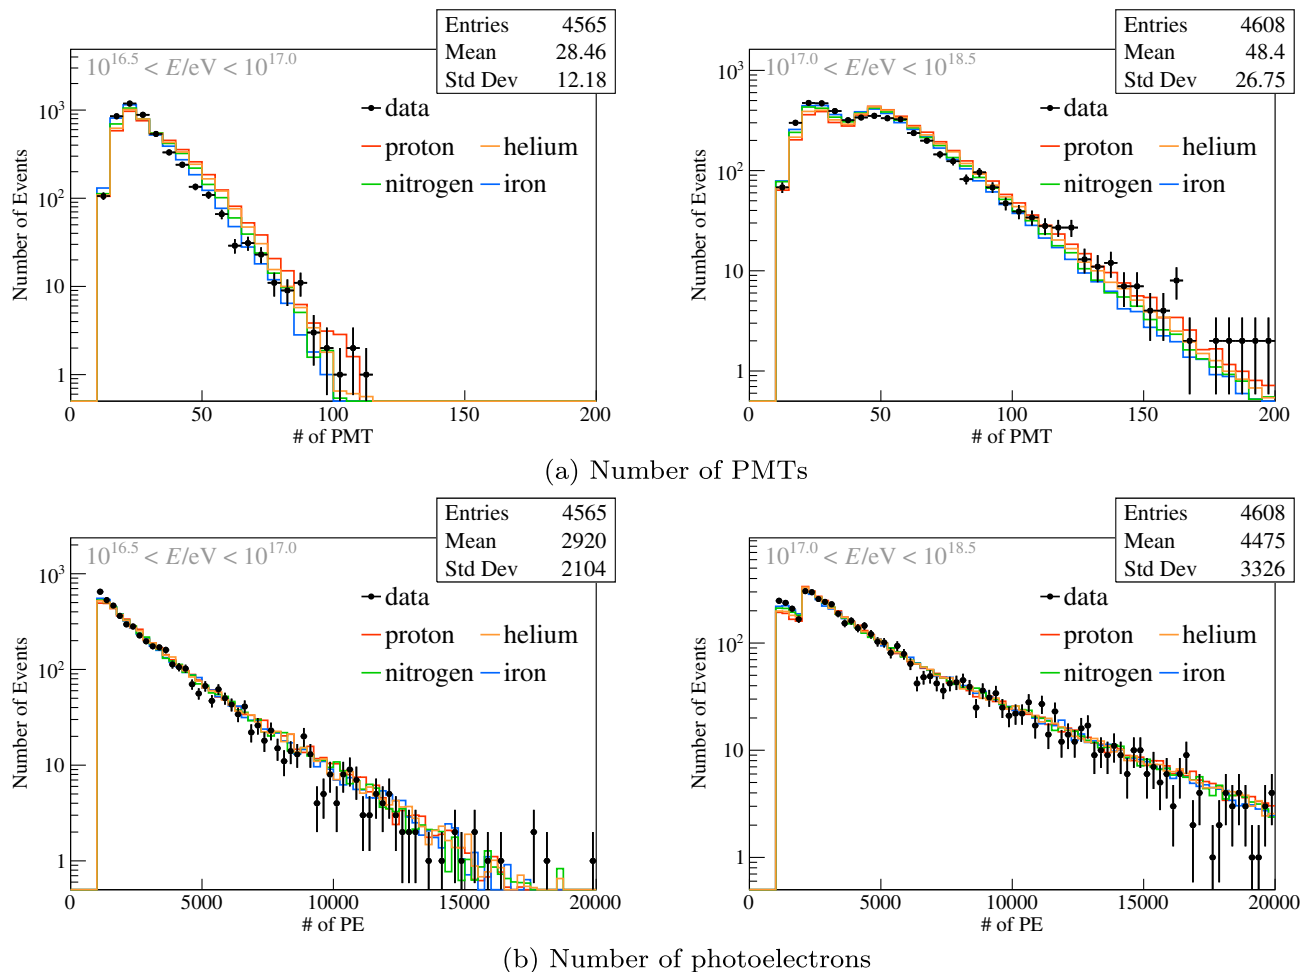 Entries 4565
Mean 28.46
Std Dev 12.18
10^16.5 < E/eV < 10^17.0
data
proton helium
nitrogen iron
Number of Events
10^3
10^2
10
1
0 50 100 150 200
# of PMT
Entries 4608
Mean 48.4
Std Dev 26.75
10^17.0 < E/eV < 10^18.5
data
proton helium
nitrogen iron
Number of Events
10^3
10^2
10
1
0 50 100 150 200
# of PMT
(a) Number of PMTs
Entries 4565
Mean 2920
Std Dev 2104
10^16.5 < E/eV < 10^17.0
data
proton helium
nitrogen iron
Number of Events
10^3
10^2
10
1
0 5000 10000 15000 20000
# of PE
Entries 4608
Mean 4475
Std Dev 3326
10^17.0 < E/eV < 10^18.5
data
proton helium
nitrogen iron
Number of Events
10^2
10
1
0 5000 10000 15000 20000
# of PE
(b) Number of photoelectrons